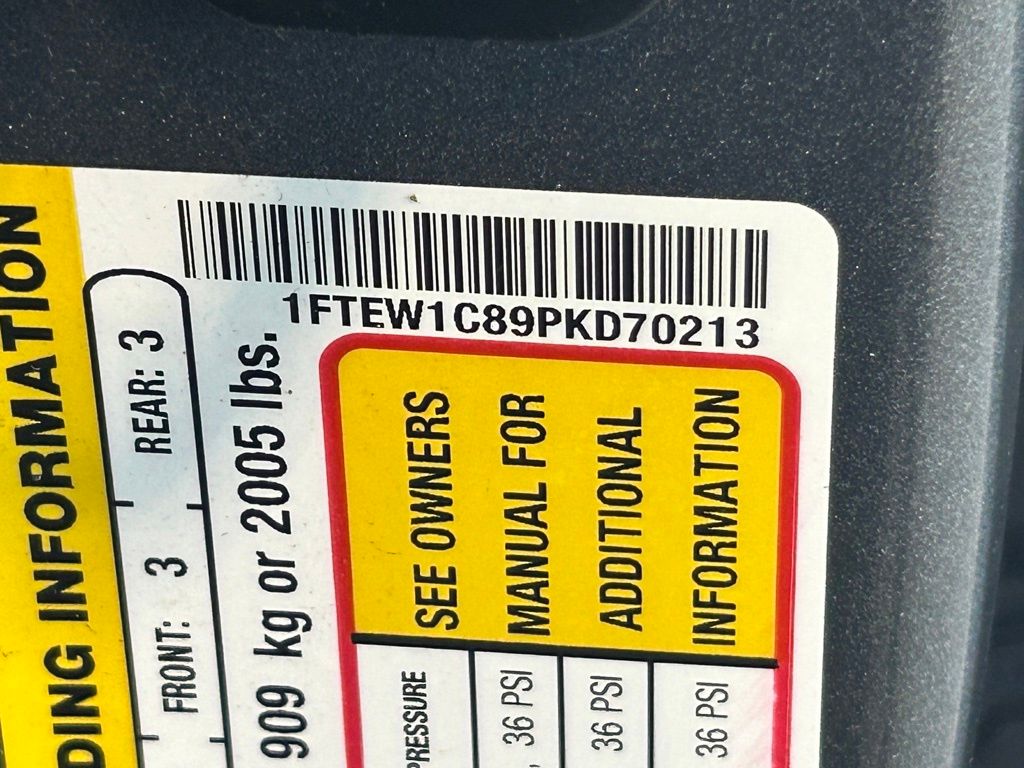 1FTEW1C89PKD70213
DING INFORMATION
FRONT: 3 REAR: 3
909 kg or 2005 lbs.
SEE OWNERS
MANUAL FOR
ADDITIONAL
INFORMATION
PRESSURE
, 36 PSI
36 PSI
36 PSI